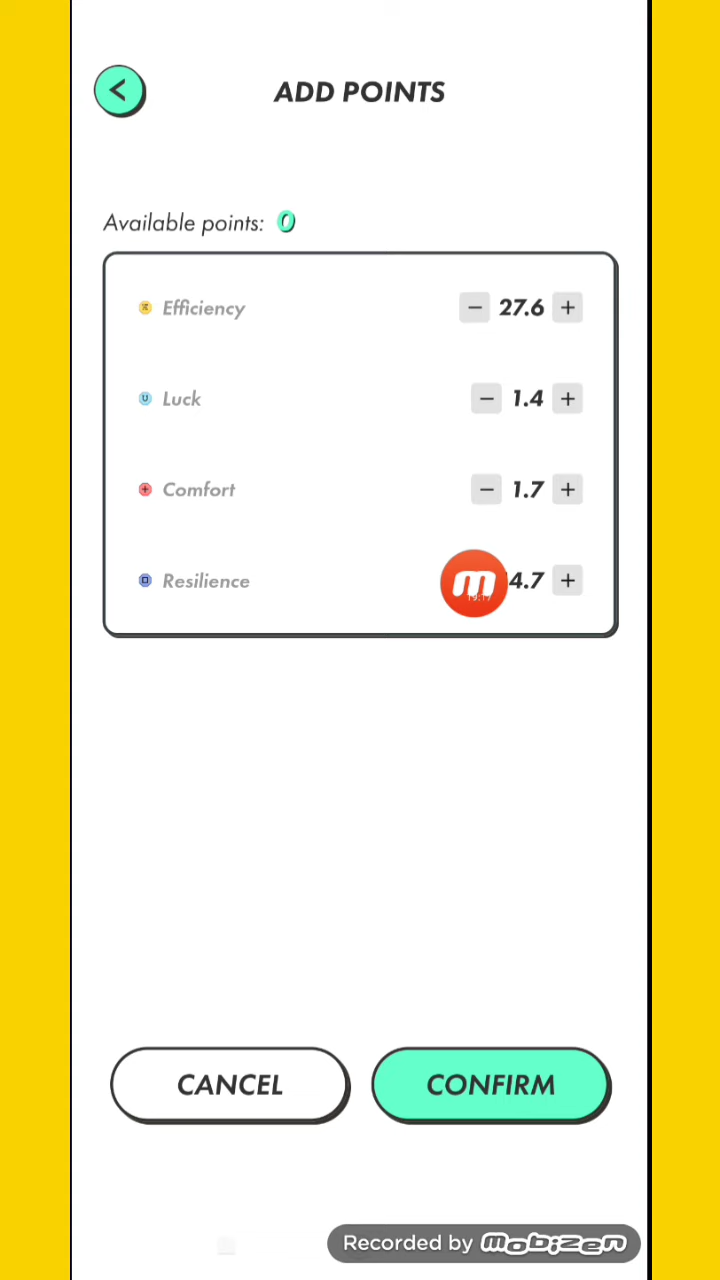 ADD POINTS
Available points: 0
Efficiency − 27.6 +
Luck − 1.4 +
Comfort − 1.7 +
Resilience 4.7 +
CANCEL CONFIRM
Recorded by mobizen